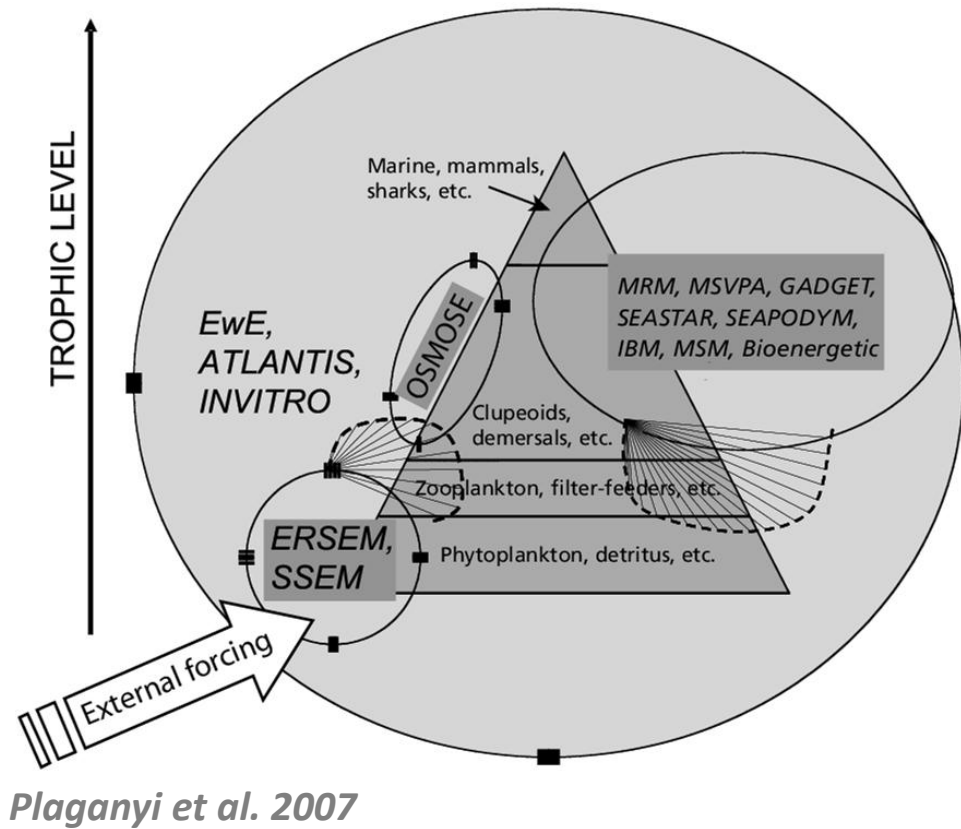 TROPHIC LEVEL
Marine, mammals,
sharks, etc.
MRM, MSVPA, GADGET,
SEASTAR, SEAPODYM,
IBM, MSM, Bioenergetic
EwE,
ATLANTIS,
INVITRO
OSMOSE
Clupeoids,
demersals, etc.
Zooplankton, filter-feeders, etc.
ERSEM,
SSEM
Phytoplankton, detritus, etc.
External forcing
Plaganyi et al. 2007